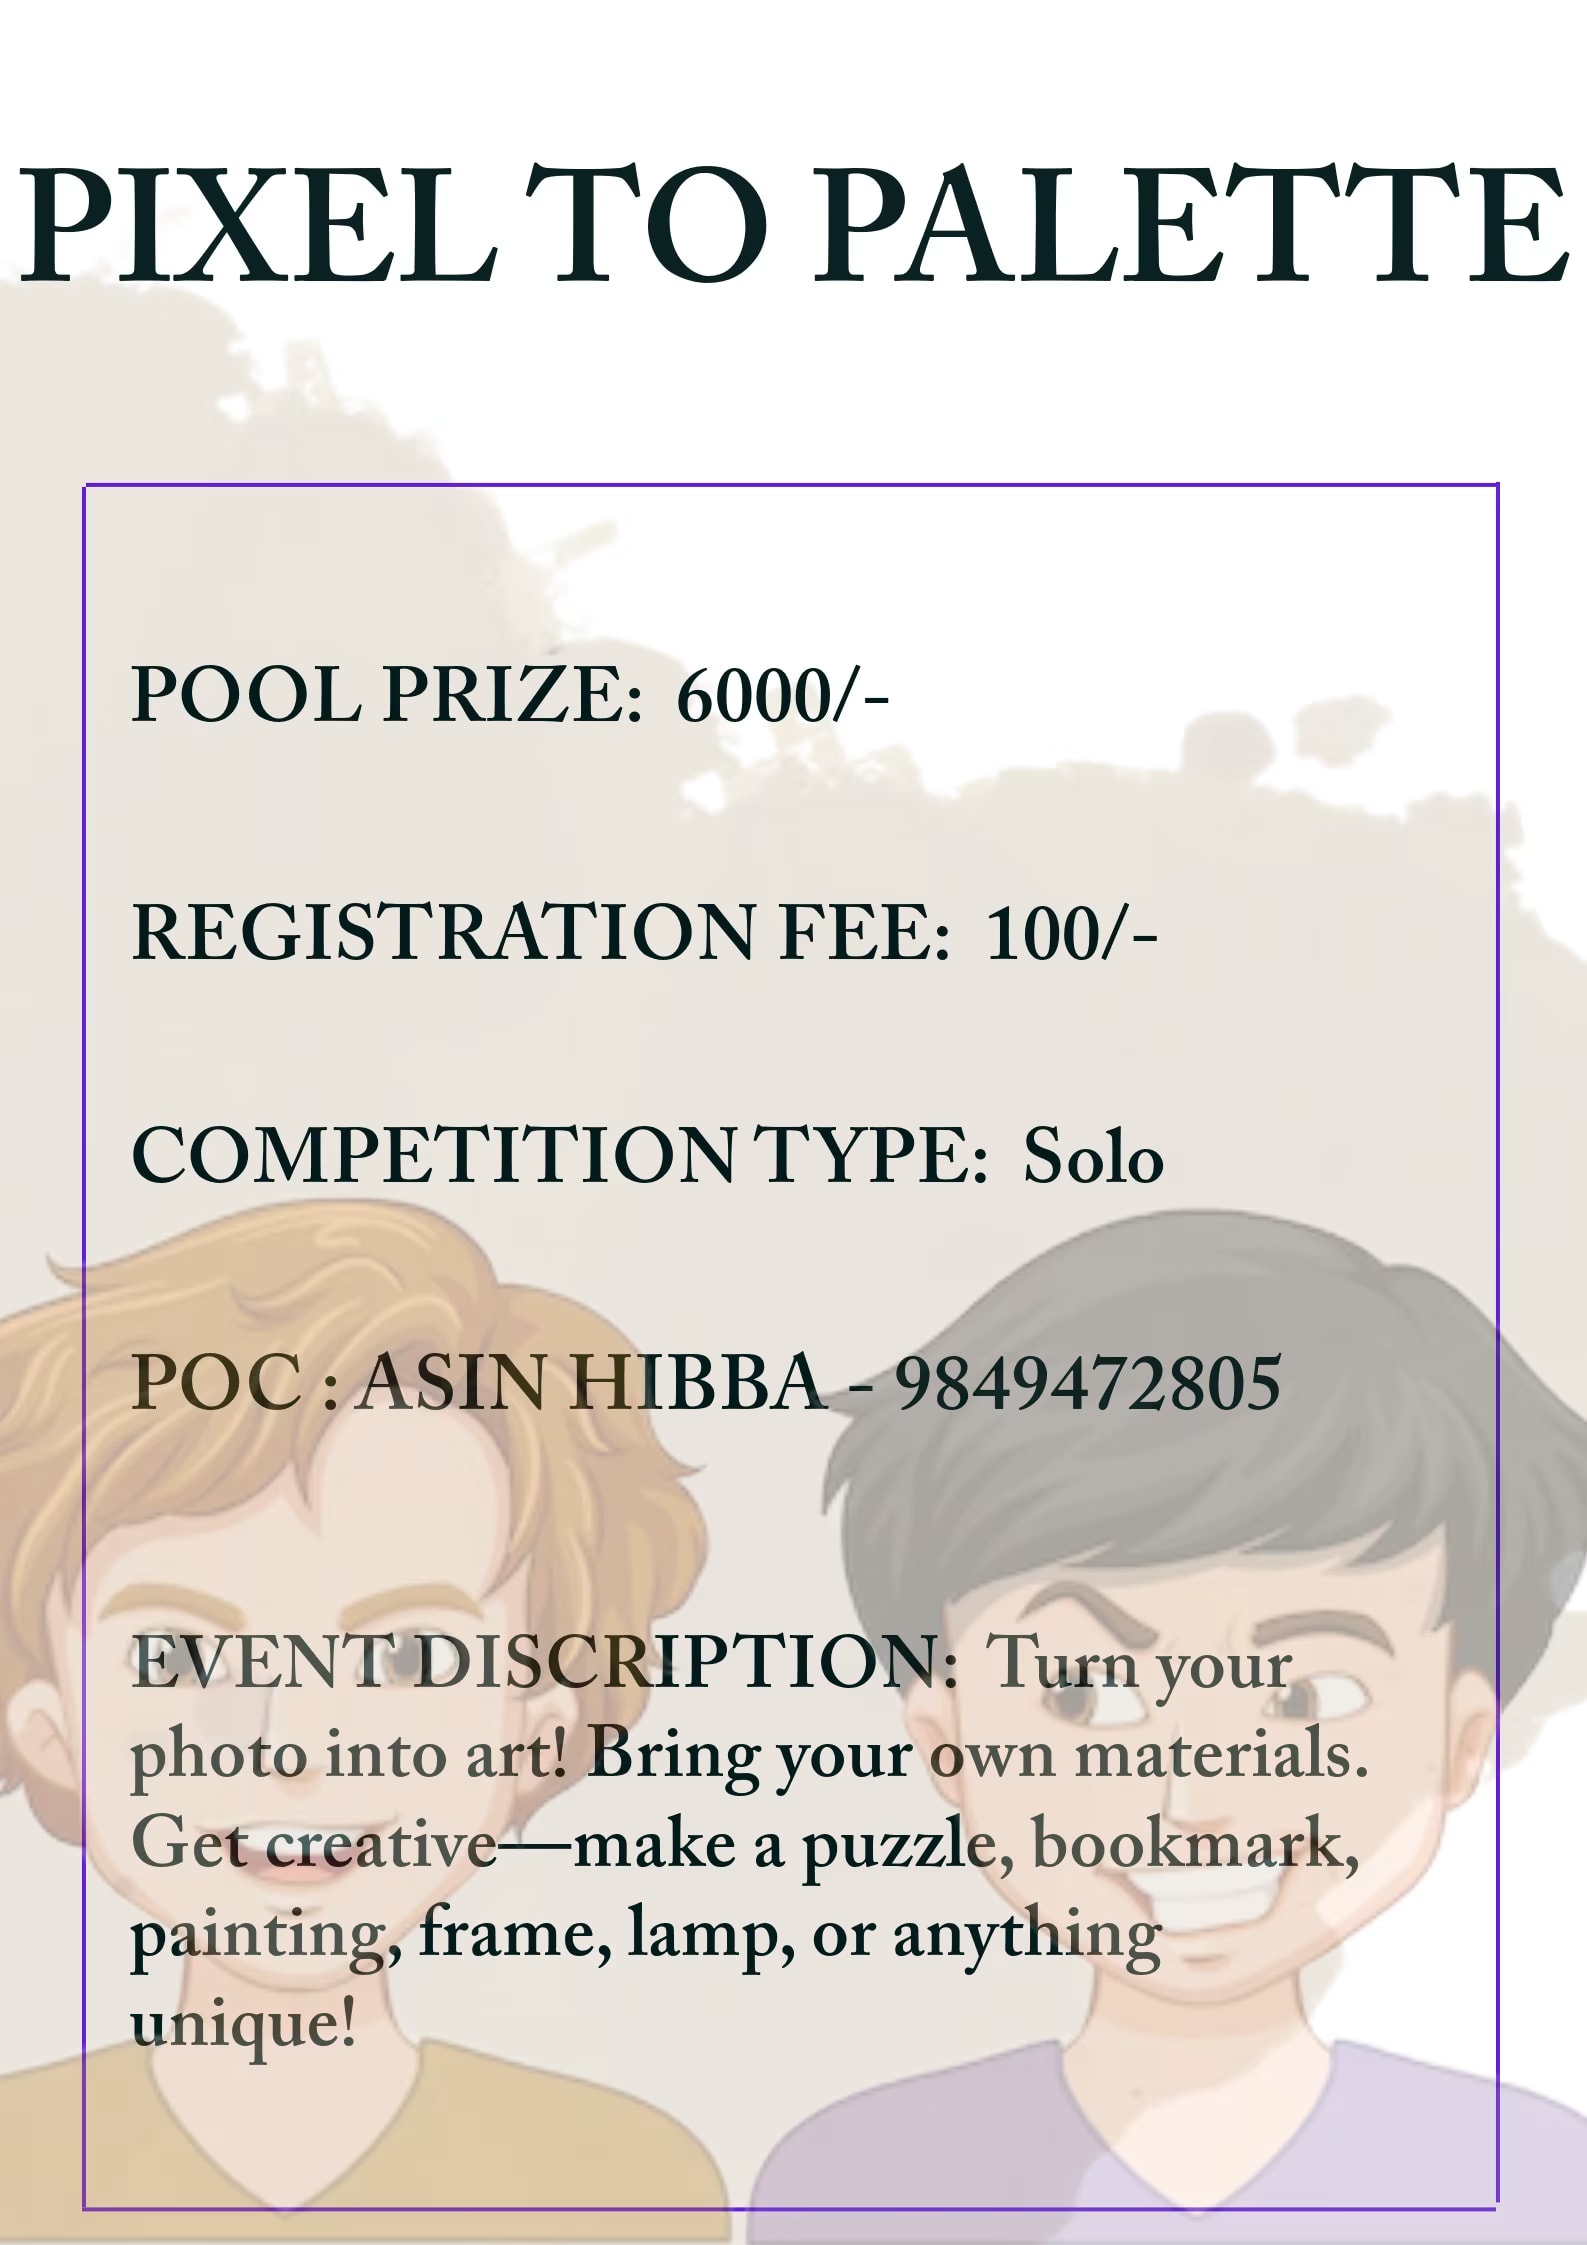 PIXEL TO PALETTE
POOL PRIZE: 6000/-
REGISTRATION FEE: 100/-
COMPETITION TYPE: Solo
POC : ASIN HIBBA - 9849472805
EVENT DISCRIPTION: Turn your
photo into art! Bring your own materials.
Get creative—make a puzzle, bookmark,
painting, frame, lamp, or anything
unique!